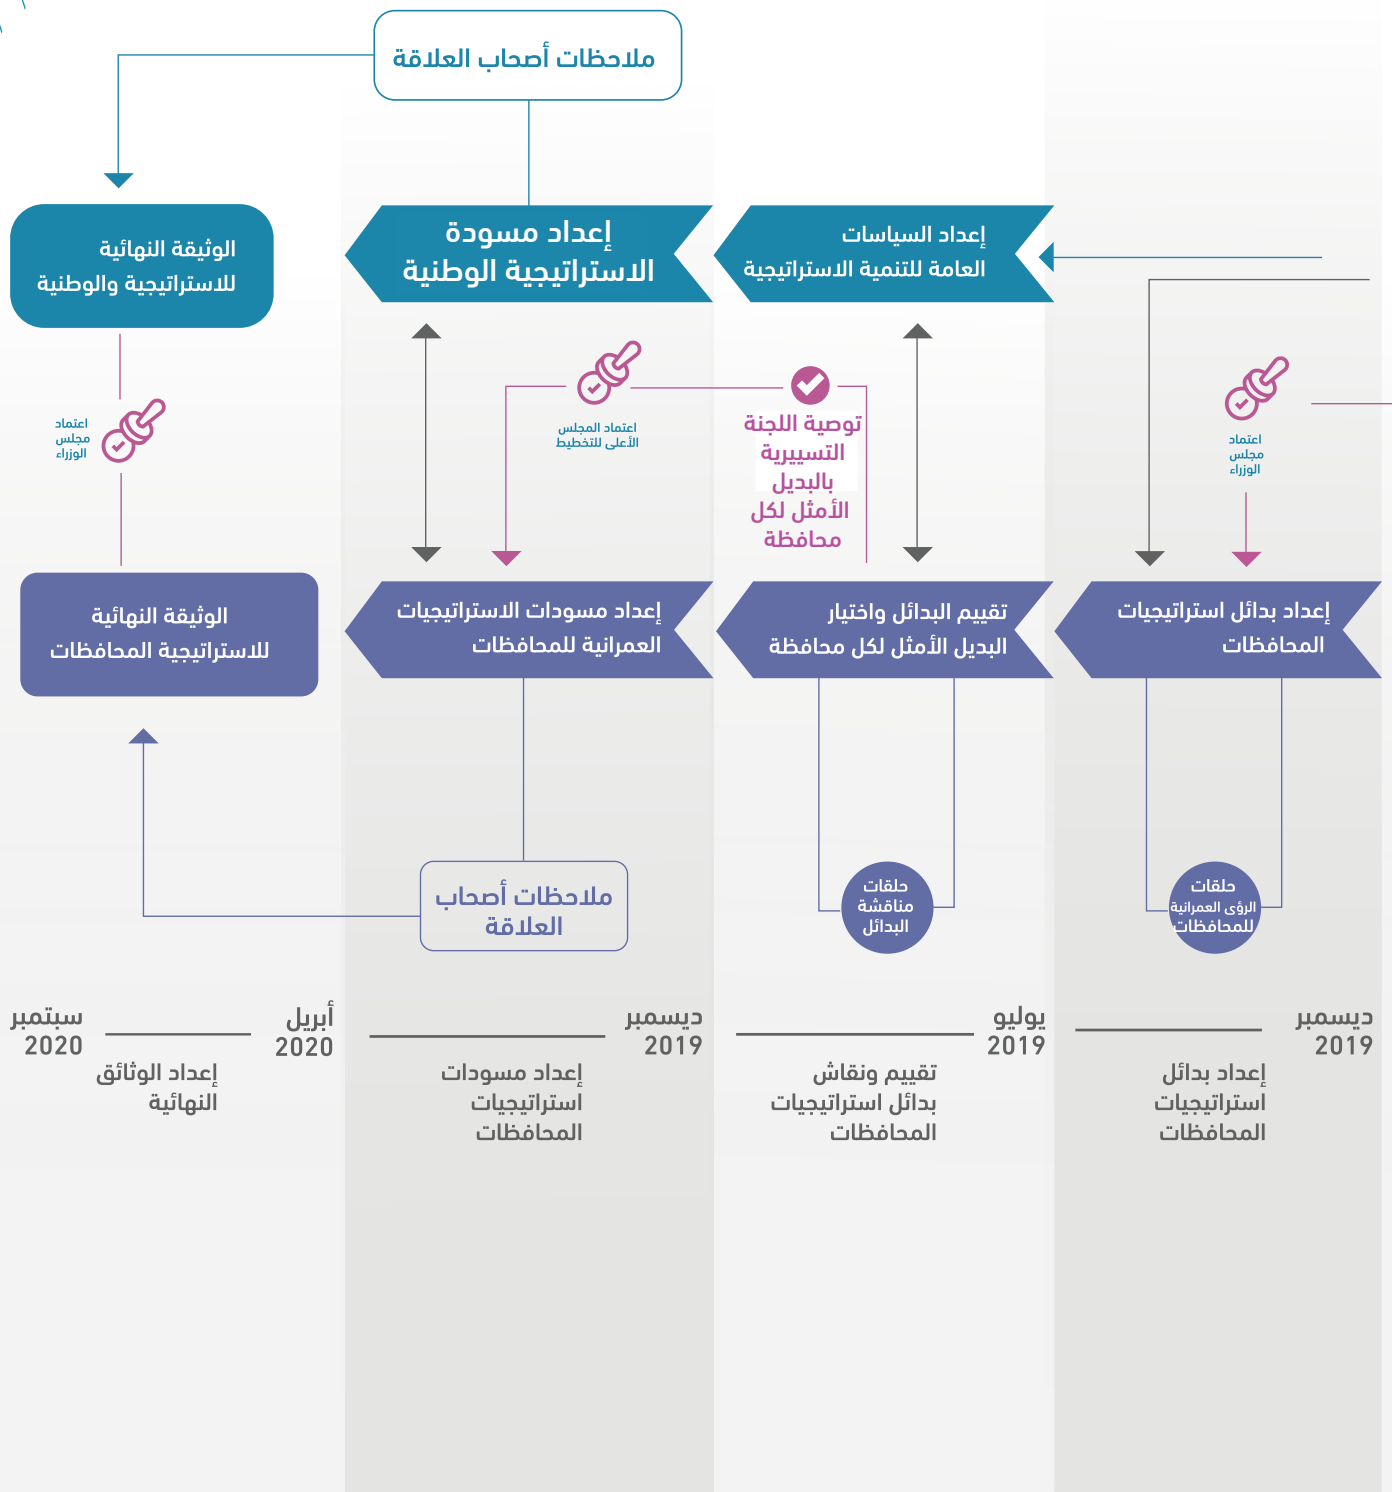 ملاحظات أصحاب العلاقة
إعداد السياسات
العامة للتنمية الاستراتيجية
إعداد مسودة
الاستراتيجية الوطنية
الوثيقة النهائية
للاستراتيجية والوطنية
اعتماد
مجلس
الوزراء
توصية اللجنة
التسييرية
بالبديل
الأمثل لكل
محافظة
اعتماد المجلس
الأعلى للتخطيط
اعتماد
مجلس
الوزراء
إعداد بدائل استراتيجيات
المحافظات
تقييم البدائل واختيار
البديل الأمثل لكل محافظة
إعداد مسودات الاستراتيجيات
العمرانية للمحافظات
الوثيقة النهائية
للاستراتيجية المحافظات
حلقات
الرؤى العمرانية
للمحافظات
حلقات
مناقشة
البدائل
ملاحظات أصحاب
العلاقة
ديسمبر
2019
إعداد بدائل
استراتيجيات
المحافظات
يوليو
2019
تقييم ونقاش
بدائل استراتيجيات
المحافظات
ديسمبر
2019
إعداد مسودات
استراتيجيات
المحافظات
أبريل
2020
إعداد الوثائق
النهائية
سبتمبر
2020